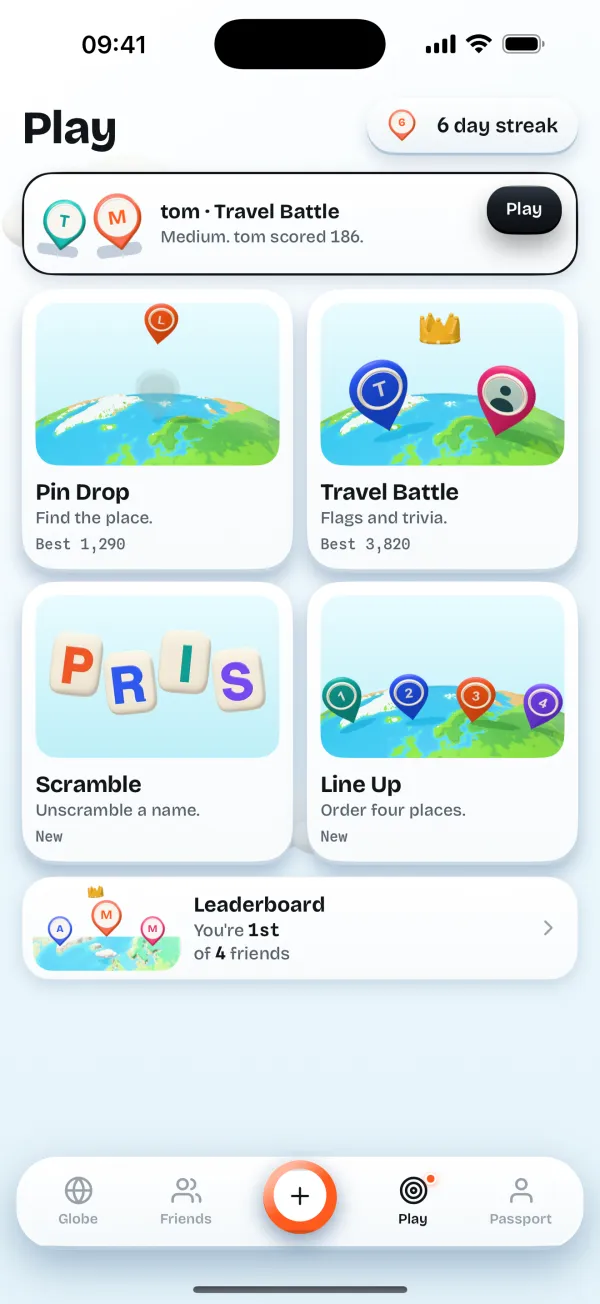 09:41
Play
6
6 day streak
T
M
tom · Travel Battle
Medium. tom scored 186.
Play
L
T
Pin Drop
Find the place.
Best 1,290
Travel Battle
Flags and trivia.
Best 3,820
P
R
I
S
1
2
3
4
Scramble
Unscramble a name.
New
Line Up
Order four places.
New
A
M
M
Leaderboard
You're 1st
of 4 friends
Globe
Friends
Play
Passport